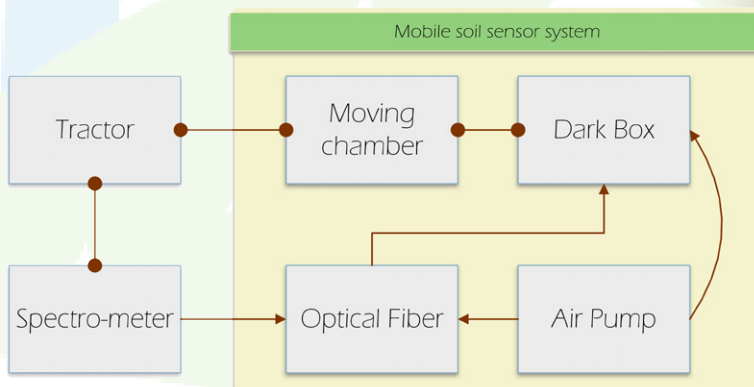 Mobile soil sensor system
Tractor
Moving
chamber
Dark Box
Spectro-meter
Optical Fiber
Air Pump